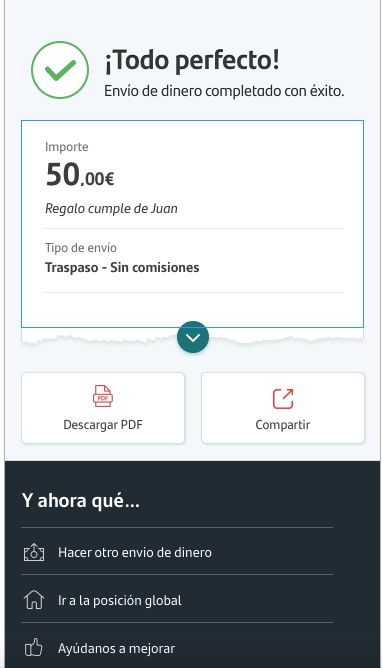 ¡Todo perfecto!
Envío de dinero completado con éxito.
Importe
50,00€
Regalo cumple de Juan
Tipo de envío
Traspaso - Sin comisiones
PDF
Descargar PDF
Compartir
Y ahora qué...
Hacer otro envio de dinero
Ir a la posición global
Ayúdanos a mejorar